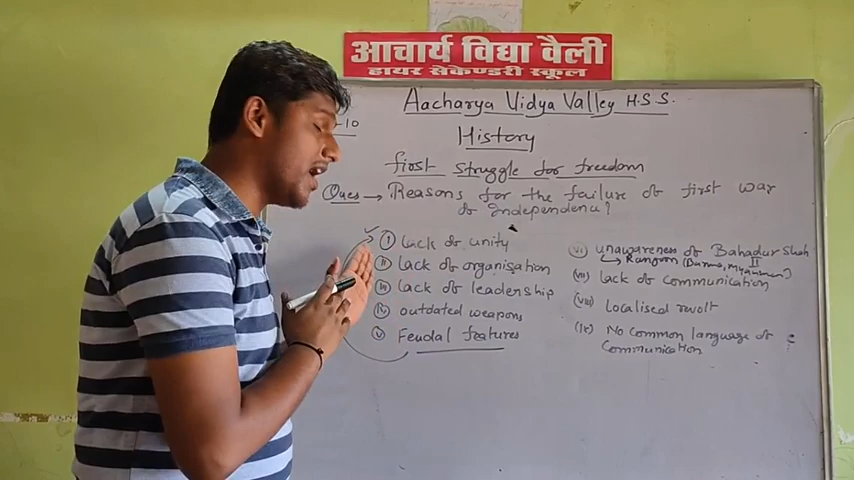 आचार्य विद्या वैली
हायर सेकेण्डरी स्कूल
Aacharya Vidya Valley H.S.S.
-10
History
first struggle for freedom
Ques → Reasons for the failure of first war
of Independence?
(i) lack of unity
(ii) lack of organisation
(iii) lack of leadership
(iv) outdated weapons
(v) Feudal features
(vi) unawareness of Bahadur Shah II
→ Rangoon (Burma, Myanmar)
(vii) lack of communication
(viii) localised revolt
(ix) No common language of
Communication